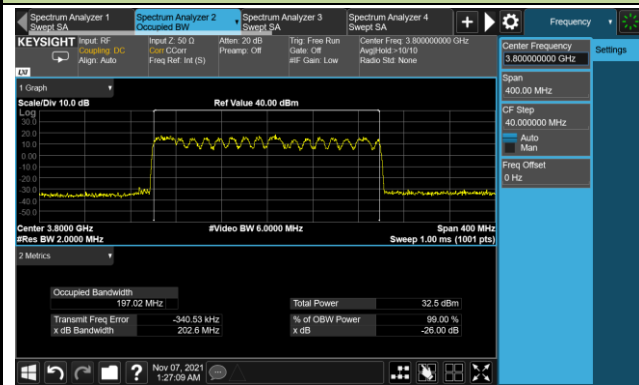 Spectrum Analyzer 1
Swept SA
Spectrum Analyzer 2
Occupied BW
Spectrum Analyzer 3
Swept SA
Spectrum Analyzer 4
Swept SA
Frequency
KEYSIGHT
Input: RF
Coupling: DC
Align: Auto
Input Z: 50 Ω
Corr CCorr
Freq Ref: Int (S)
Atten: 20 dB
Preamp: Off
Trig: Free Run
Gate: Off
#IF Gain: Low
Center Freq: 3.800000000 GHz
Avg|Hold:>10/10
Radio Std: None
LXI
1 Graph
Scale/Div 10.0 dB
Ref Value 40.00 dBm
Log
30.0
20.0
10.0
0.00
-10.0
-20.0
-30.0
-40.0
-50.0
Center 3.8000 GHz
#Video BW 6.0000 MHz
Span 400 MHz
#Res BW 2.0000 MHz
Sweep 1.00 ms (1001 pts)
2 Metrics
Occupied Bandwidth
197.02 MHz
Total Power
32.5 dBm
Transmit Freq Error
-340.53 kHz
% of OBW Power
99.00 %
x dB Bandwidth
202.6 MHz
x dB
-26.00 dB
Nov 07, 2021
1:27:09 AM
Center Frequency
3.800000000 GHz
Settings
Span
400.00 MHz
CF Step
40.000000 MHz
Auto
Man
Freq Offset
0 Hz